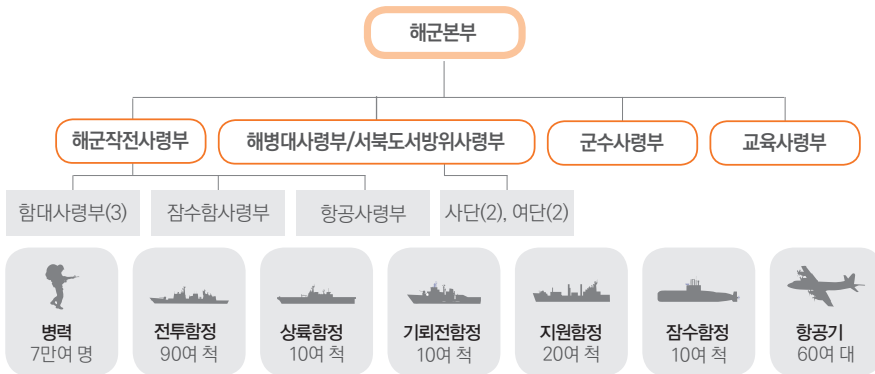 해군본부
해군작전사령부
해병대사령부/서북도서방위사령부
군수사령부
교육사령부
함대사령부(3)
잠수함사령부
항공사령부
사단(2), 여단(2)
병력
7만여 명
전투함정
90여 척
상륙함정
10여 척
기뢰전함정
10여 척
지원함정
20여 척
잠수함정
10여 척
항공기
60여 대